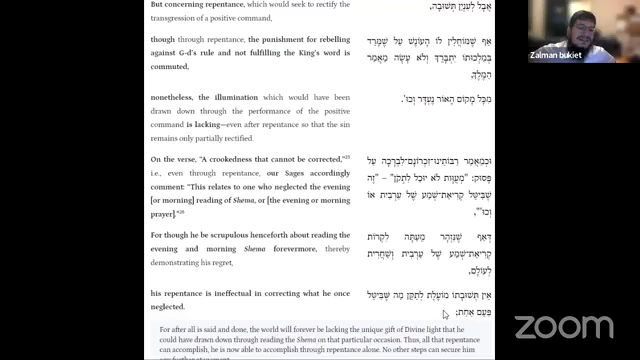 But concerning repentance, which would seek to rectify the
transgression of a positive command,
אֲבָל לְעִנְיַן תְּשׁוּבָה,
though through repentance, the punishment for rebelling
against G-d's rule and not fulfilling the King's word is
commuted,
אַף שֶׁמּוֹחֲלִין לוֹ הָעוֹנֶשׁ עַל שֶׁמָּרַד
בְּמַלְכוּתוֹ יִתְבָּרֵךְ וְלֹא עָשָׂה מַאֲמַר
הַמֶּלֶךְ,
nonetheless, the illumination which would have been
drawn down through the performance of the positive
command is lacking—even after repentance so that the sin
remains only partially rectified.
מִכָּל מָקוֹם הָאוֹר נֶעְדָּר וְכוּ'.
On the verse, "A crookedness that cannot be corrected,"25
i.e., even through repentance, our Sages accordingly
comment: "This relates to one who neglected the evening
[or morning] reading of Shema, or [the evening or morning
prayer]."26
וּכְמַאֲמַר רַבּוֹתֵינוּ־זִכְרוֹנָם־לִבְרָכָה עַל
פָּסוּק: "מְעֻוָּת לֹא יוּכַל לִתְקֹן" – "זֶה
שֶׁבִּיטֵּל קְרִיאַת־שְׁמַע שֶׁל עַרְבִית אוֹ
וְכוּ'",
For though he be scrupulous henceforth about reading the
evening and morning Shema forevermore, thereby
demonstrating his regret,
דְּאַף שֶׁנִּזְהָר מֵעַתָּה לִקְרוֹת
קְרִיאַת־שְׁמַע שֶׁל עַרְבִית וְשַׁחֲרִית
לְעוֹלָם,
his repentance is ineffectual in correcting what he once
neglected.
אֵין תְּשׁוּבָתוֹ מוֹעֶלֶת לְתַקֵּן מַה שֶּׁבִּיטֵּל
פַּעַם אַחַת;
For after all is said and done, the world will forever be lacking the unique gift of Divine light that he
could have drawn down through reading the Shema on that particular occasion. Thus, all that repentance
can accomplish, he is now able to accomplish through repentance alone. No other steps can secure him
Zalman bukiet
zoom